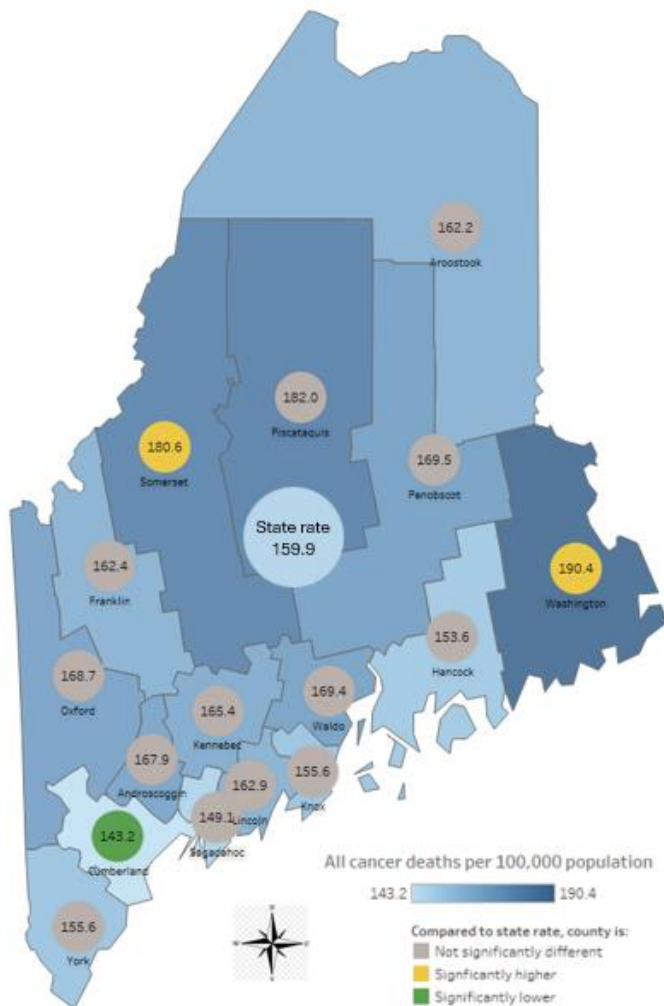 162.2
Aroostook
182.0
Piscataquis
180.6
Somerset
169.5
Penobscot
State rate
159.9
162.4
Franklin
190.4
Washington
153.6
Hancock
168.7
Oxford
169.4
Waldo
165.4
Kennebec
167.9
Androscoggin
162.9
Lincoln
155.6
Knox
149.1
Sagadahoc
143.2
Cumberland
155.6
York
All cancer deaths per 100,000 population
143.2 190.4
Compared to state rate, county is:
Not significantly different
Signficantly higher
Significantly lower